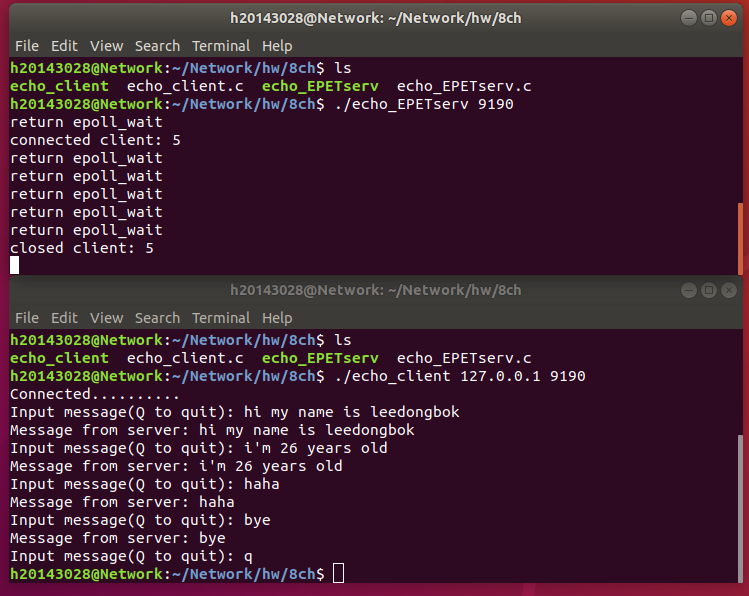 h20143028@Network: ~/Network/hw/8ch
File Edit View Search Terminal Help
h20143028@Network:~/Network/hw/8ch$ ls
echo_client  echo_client.c  echo_EPETserv  echo_EPETserv.c
h20143028@Network:~/Network/hw/8ch$ ./echo_EPETserv 9190
return epoll_wait
connected client: 5
return epoll_wait
return epoll_wait
return epoll_wait
return epoll_wait
return epoll_wait
closed client: 5
h20143028@Network: ~/Network/hw/8ch
File Edit View Search Terminal Help
h20143028@Network:~/Network/hw/8ch$ ls
echo_client  echo_client.c  echo_EPETserv  echo_EPETserv.c
h20143028@Network:~/Network/hw/8ch$ ./echo_client 127.0.0.1 9190
Connected..........
Input message(Q to quit): hi my name is leedongbok
Message from server: hi my name is leedongbok
Input message(Q to quit): i'm 26 years old
Message from server: i'm 26 years old
Input message(Q to quit): haha
Message from server: haha
Input message(Q to quit): bye
Message from server: bye
Input message(Q to quit): q
h20143028@Network:~/Network/hw/8ch$